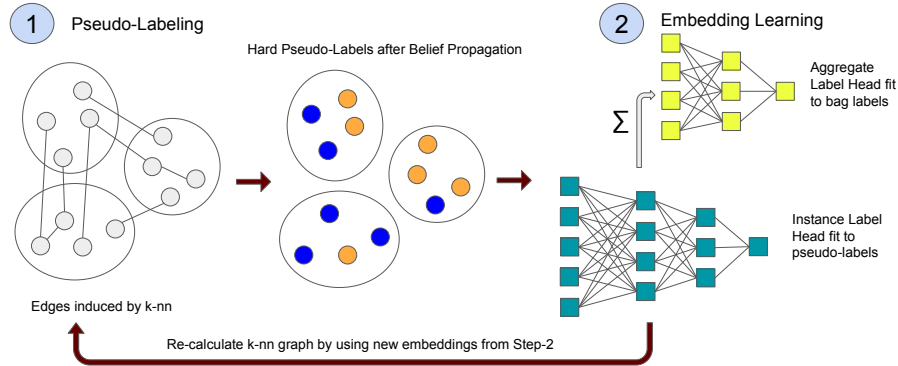 1 Pseudo-Labeling
Hard Pseudo-Labels after Belief Propagation
2 Embedding Learning
Aggregate
Label Head fit
to bag labels
Σ
Instance Label
Head fit to
pseudo-labels
Edges induced by k-nn
Re-calculate k-nn graph by using new embeddings from Step-2